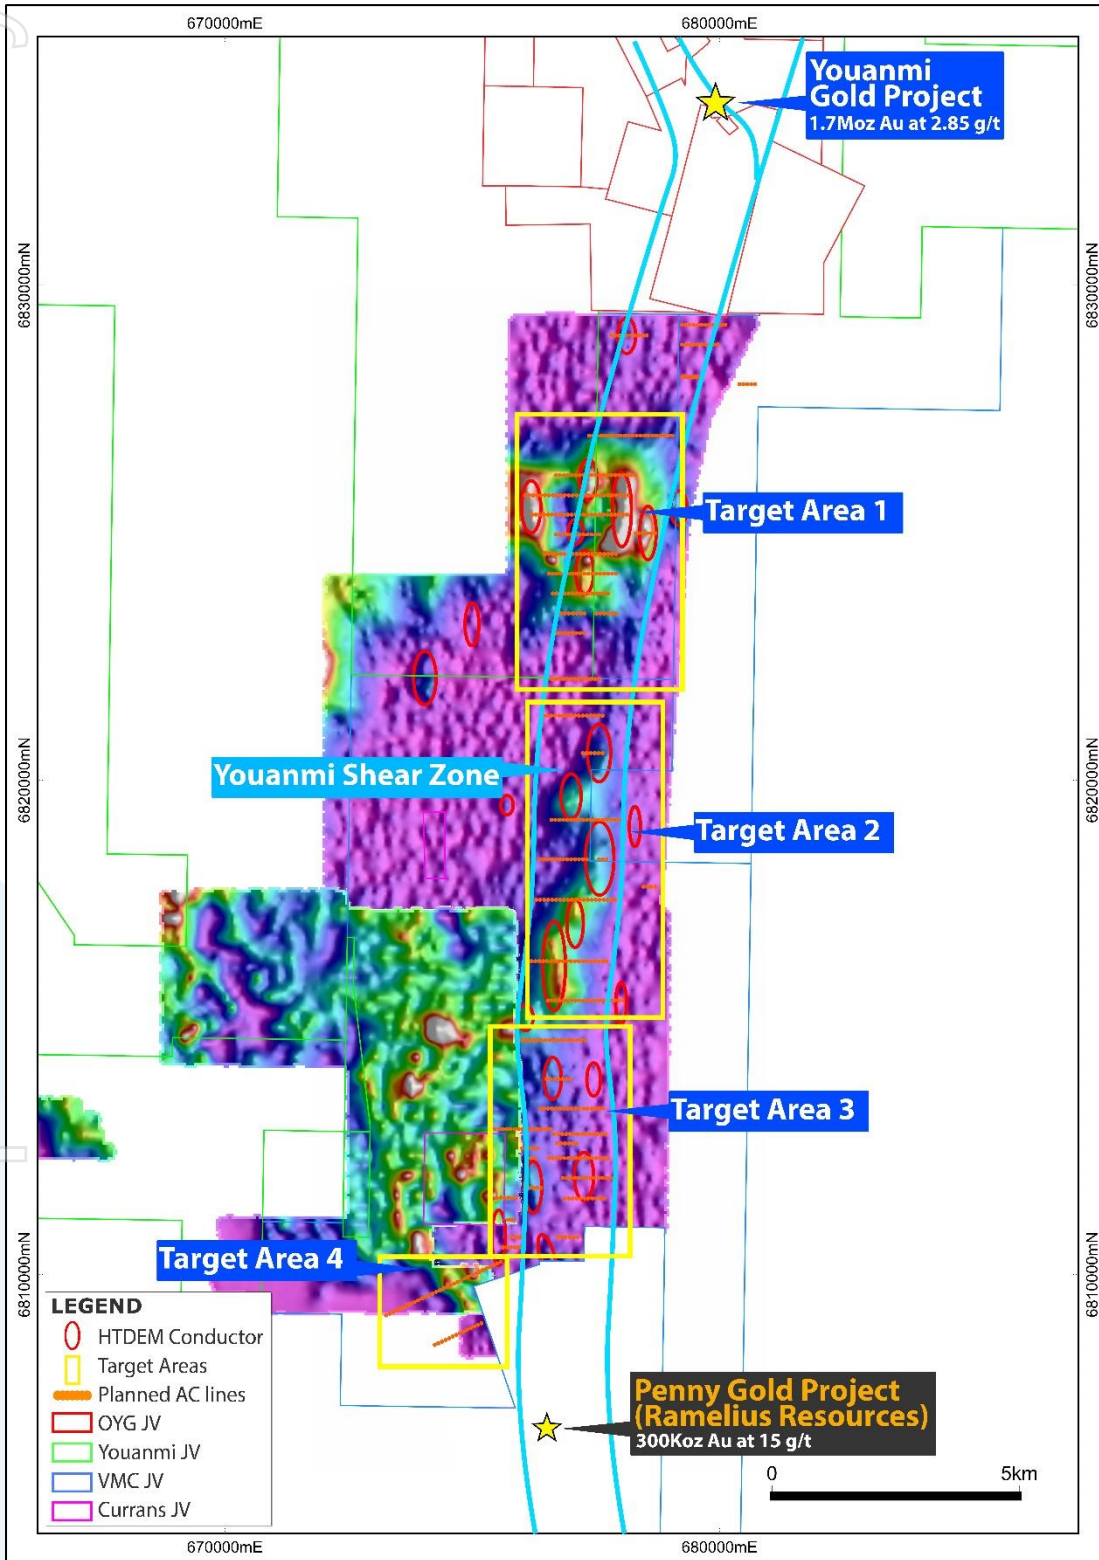 670000mE
680000mE
Youanmi
Gold Project
1.7Moz Au at 2.85 g/t
6830000mN
6830000mN
Target Area 1
Youanmi Shear Zone
6820000mN
6820000mN
Target Area 2
Target Area 3
Target Area 4
6810000mN
6810000mN
LEGEND
HTDEM Conductor
Target Areas
Planned AC lines
OYG JV
Youanmi JV
VMC JV
Currans JV
Penny Gold Project
(Ramelius Resources)
300Koz Au at 15 g/t
0
5km
670000mE
680000mE